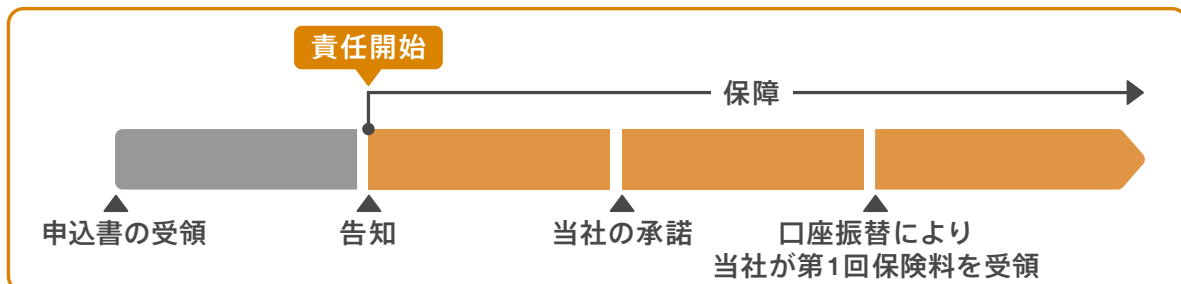 責任開始
保障
申込書の受領
告知
当社の承諾
口座振替により
当社が第1回保険料を受領